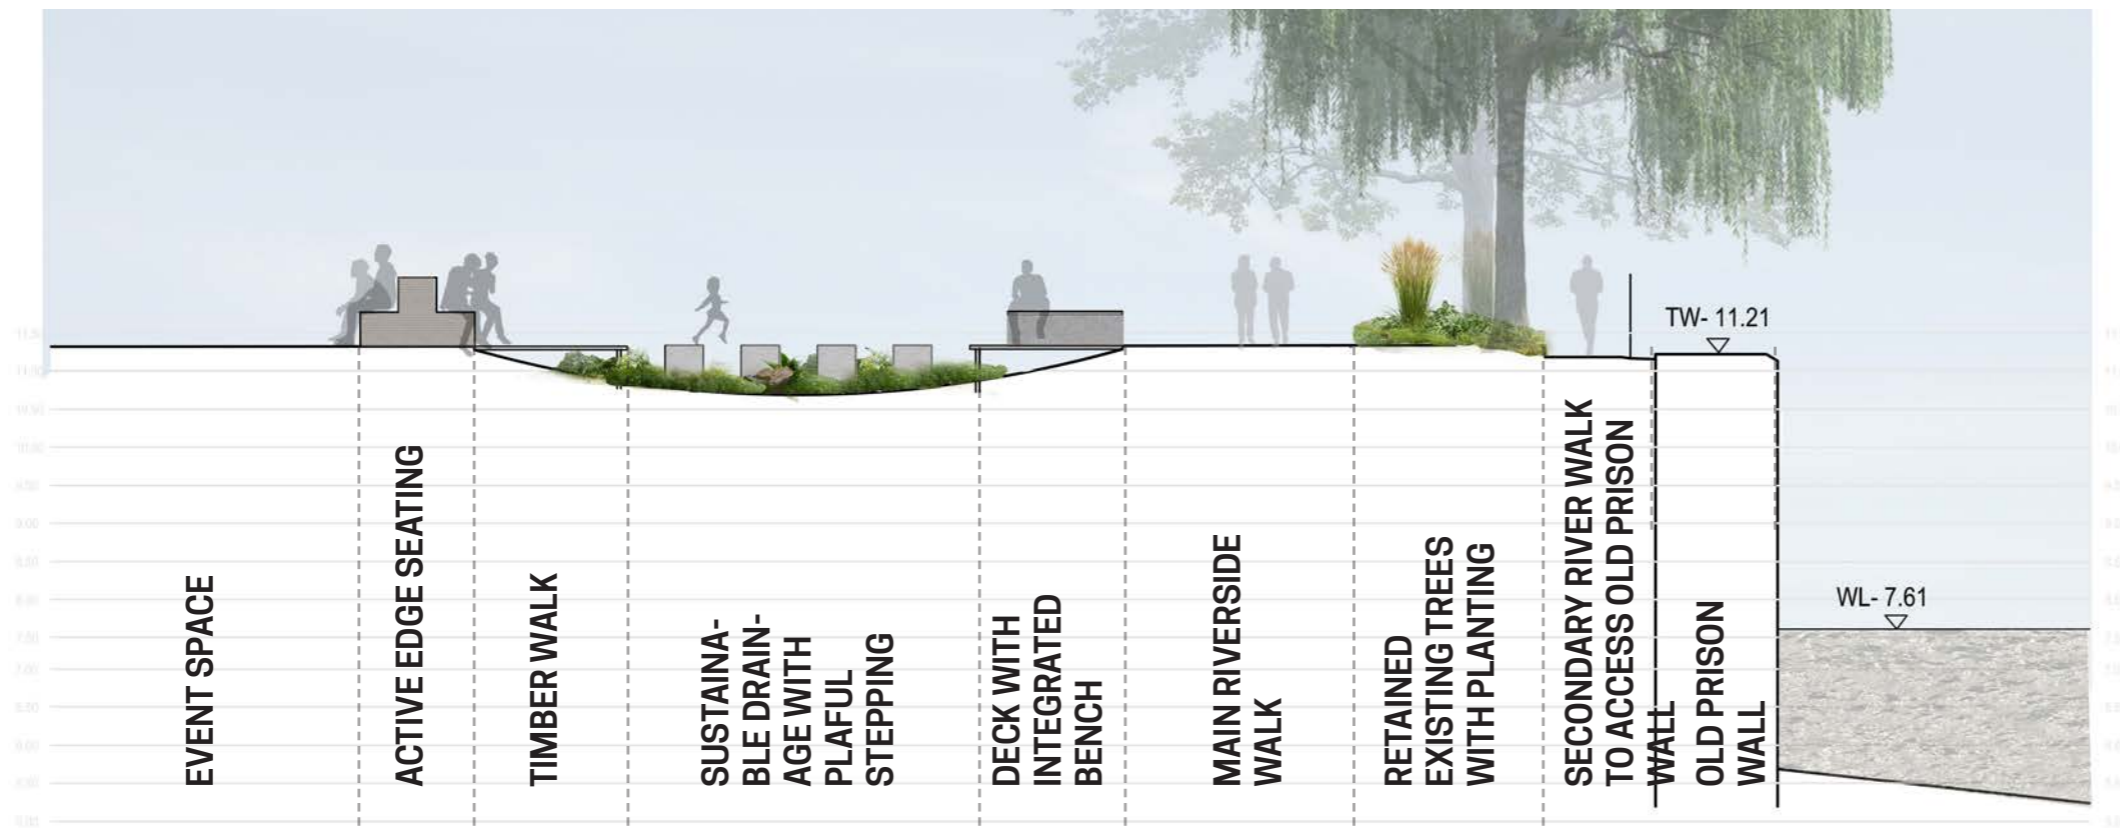 TW- 11.21
WL- 7.61
EVENT SPACE
ACTIVE EDGE SEATING
TIMBER WALK
SUSTAINA-
BLE DRAIN-
AGE WITH
PLAFUL
STEPPING
DECK WITH
INTEGRATED
BENCH
MAIN RIVERSIDE
WALK
RETAINED
EXISTING TREES
WITH PLANTING
SECONDARY RIVER WALK
TO ACCESS OLD PRISON
WALL
OLD PRISON
WALL